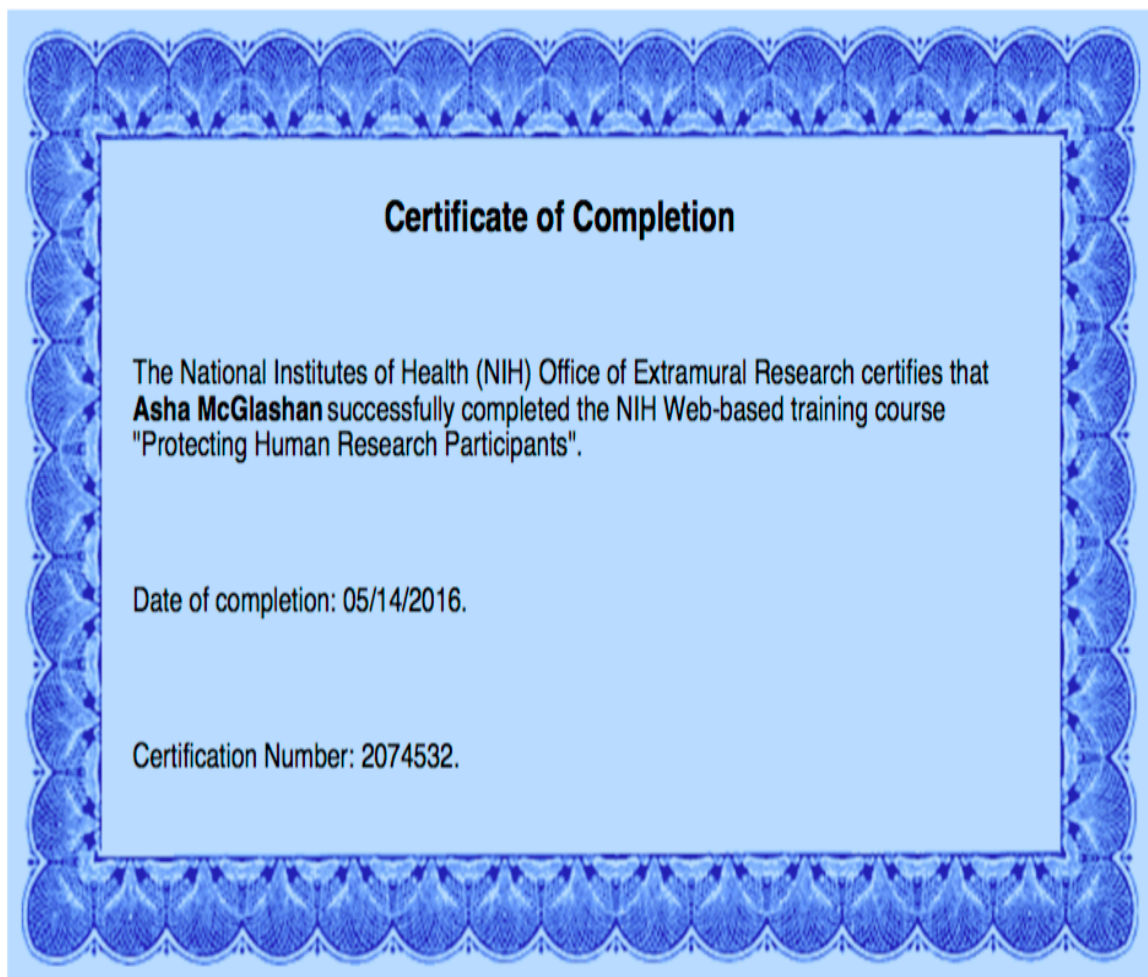 Certificate of Completion
The National Institutes of Health (NIH) Office of Extramural Research certifies that
Asha McGlashan successfully completed the NIH Web-based training course
"Protecting Human Research Participants".
Date of completion: 05/14/2016.
Certification Number: 2074532.